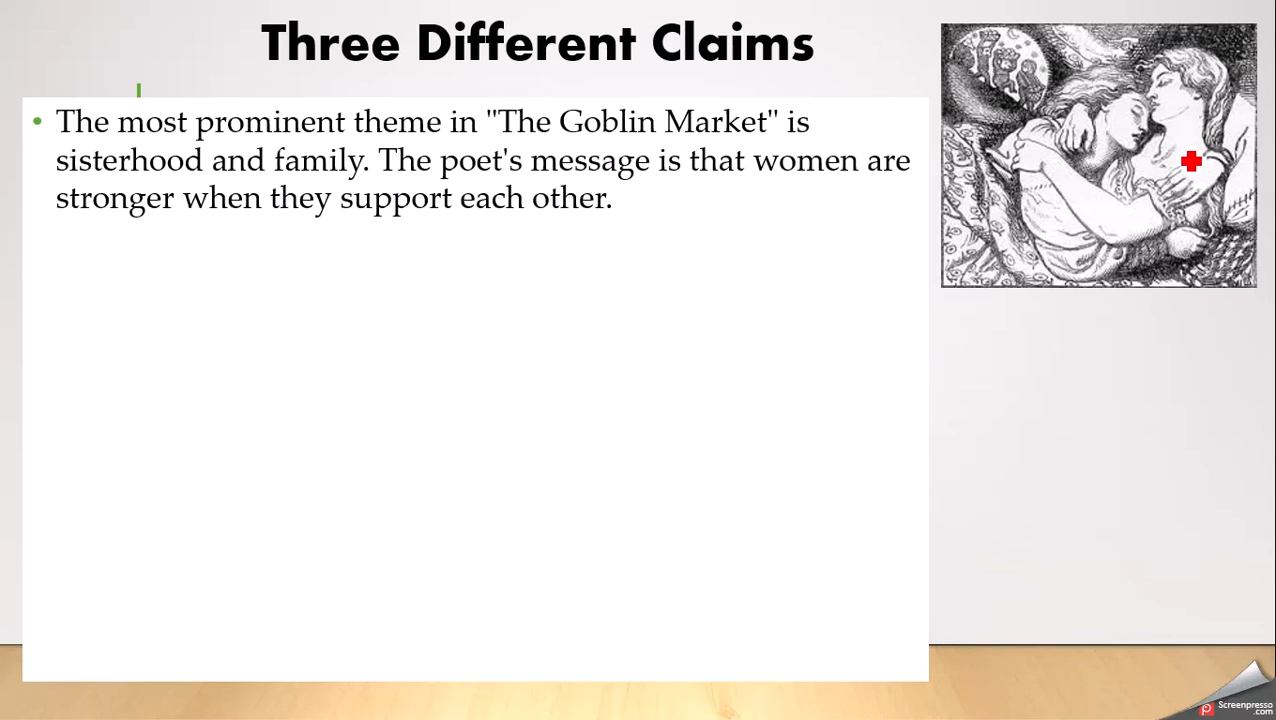 Three Different Claims
• The most prominent theme in "The Goblin Market" is
sisterhood and family. The poet's message is that women are
stronger when they support each other.
Screenpresso
.com